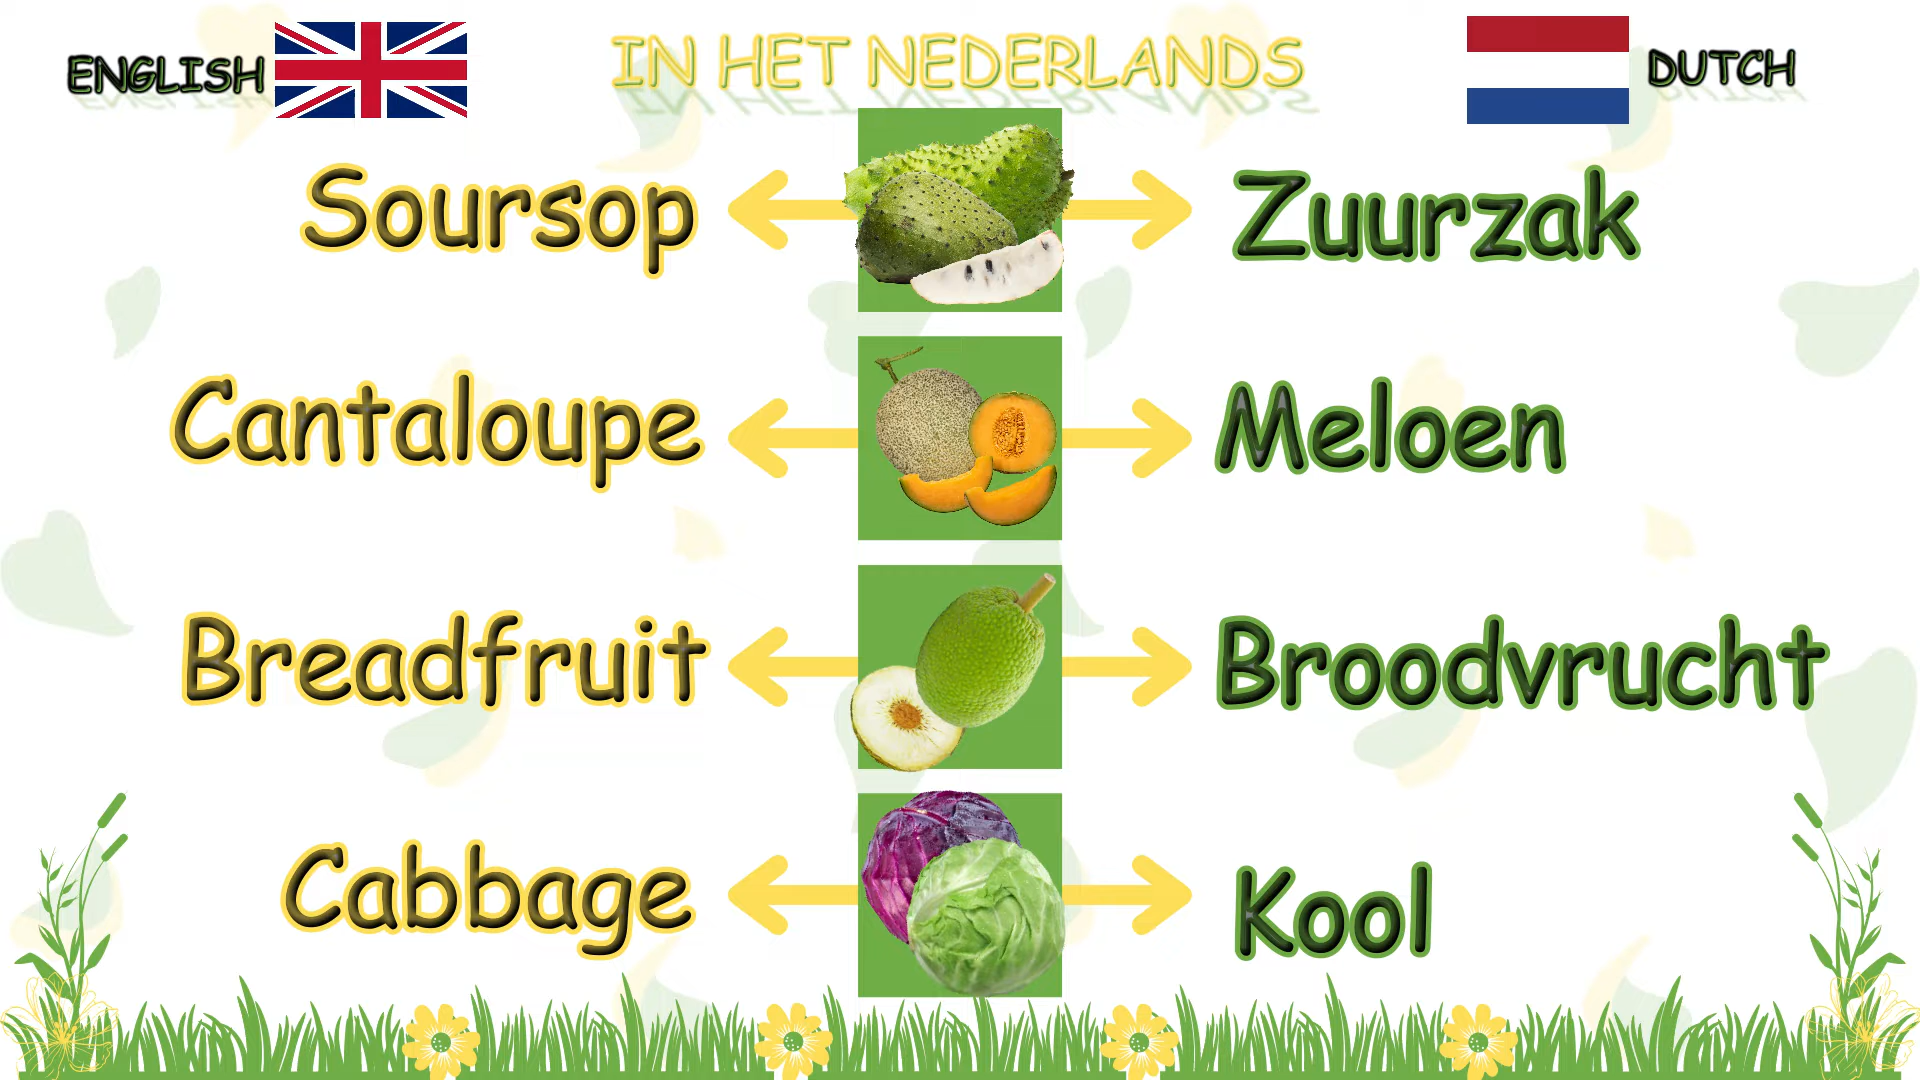 ENGLISH
IN HET NEDERLANDS
DUTCH
Soursop
Zuurzak
Cantaloupe
Meloen
Breadfruit
Broodvrucht
Cabbage
Kool